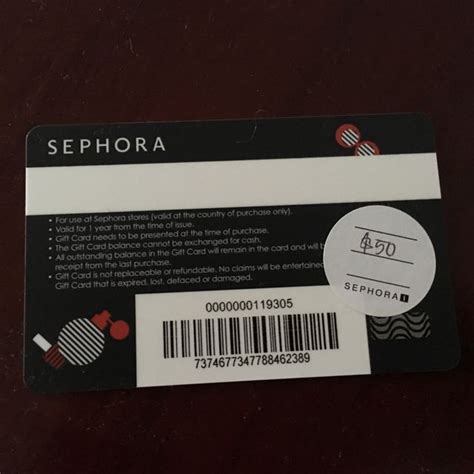 SEPHORA
• For use at Sephora stores (valid at the country of purchase only).
• Valid for 1 year from the time of issue.
• Gift Card needs to be presented at the time of purchase.
• The Gift Card balance cannot be exchanged for cash.
• All outstanding balance in the Gift Card will remain in the card and will b
receipt from the last purchase.
• Gift Card is not replaceable or refundable. No claims will be entertained
Gift Card that is expired, lost, defaced or damaged.
$50
SEPHORA 1
0000000119305
7374677347788462389